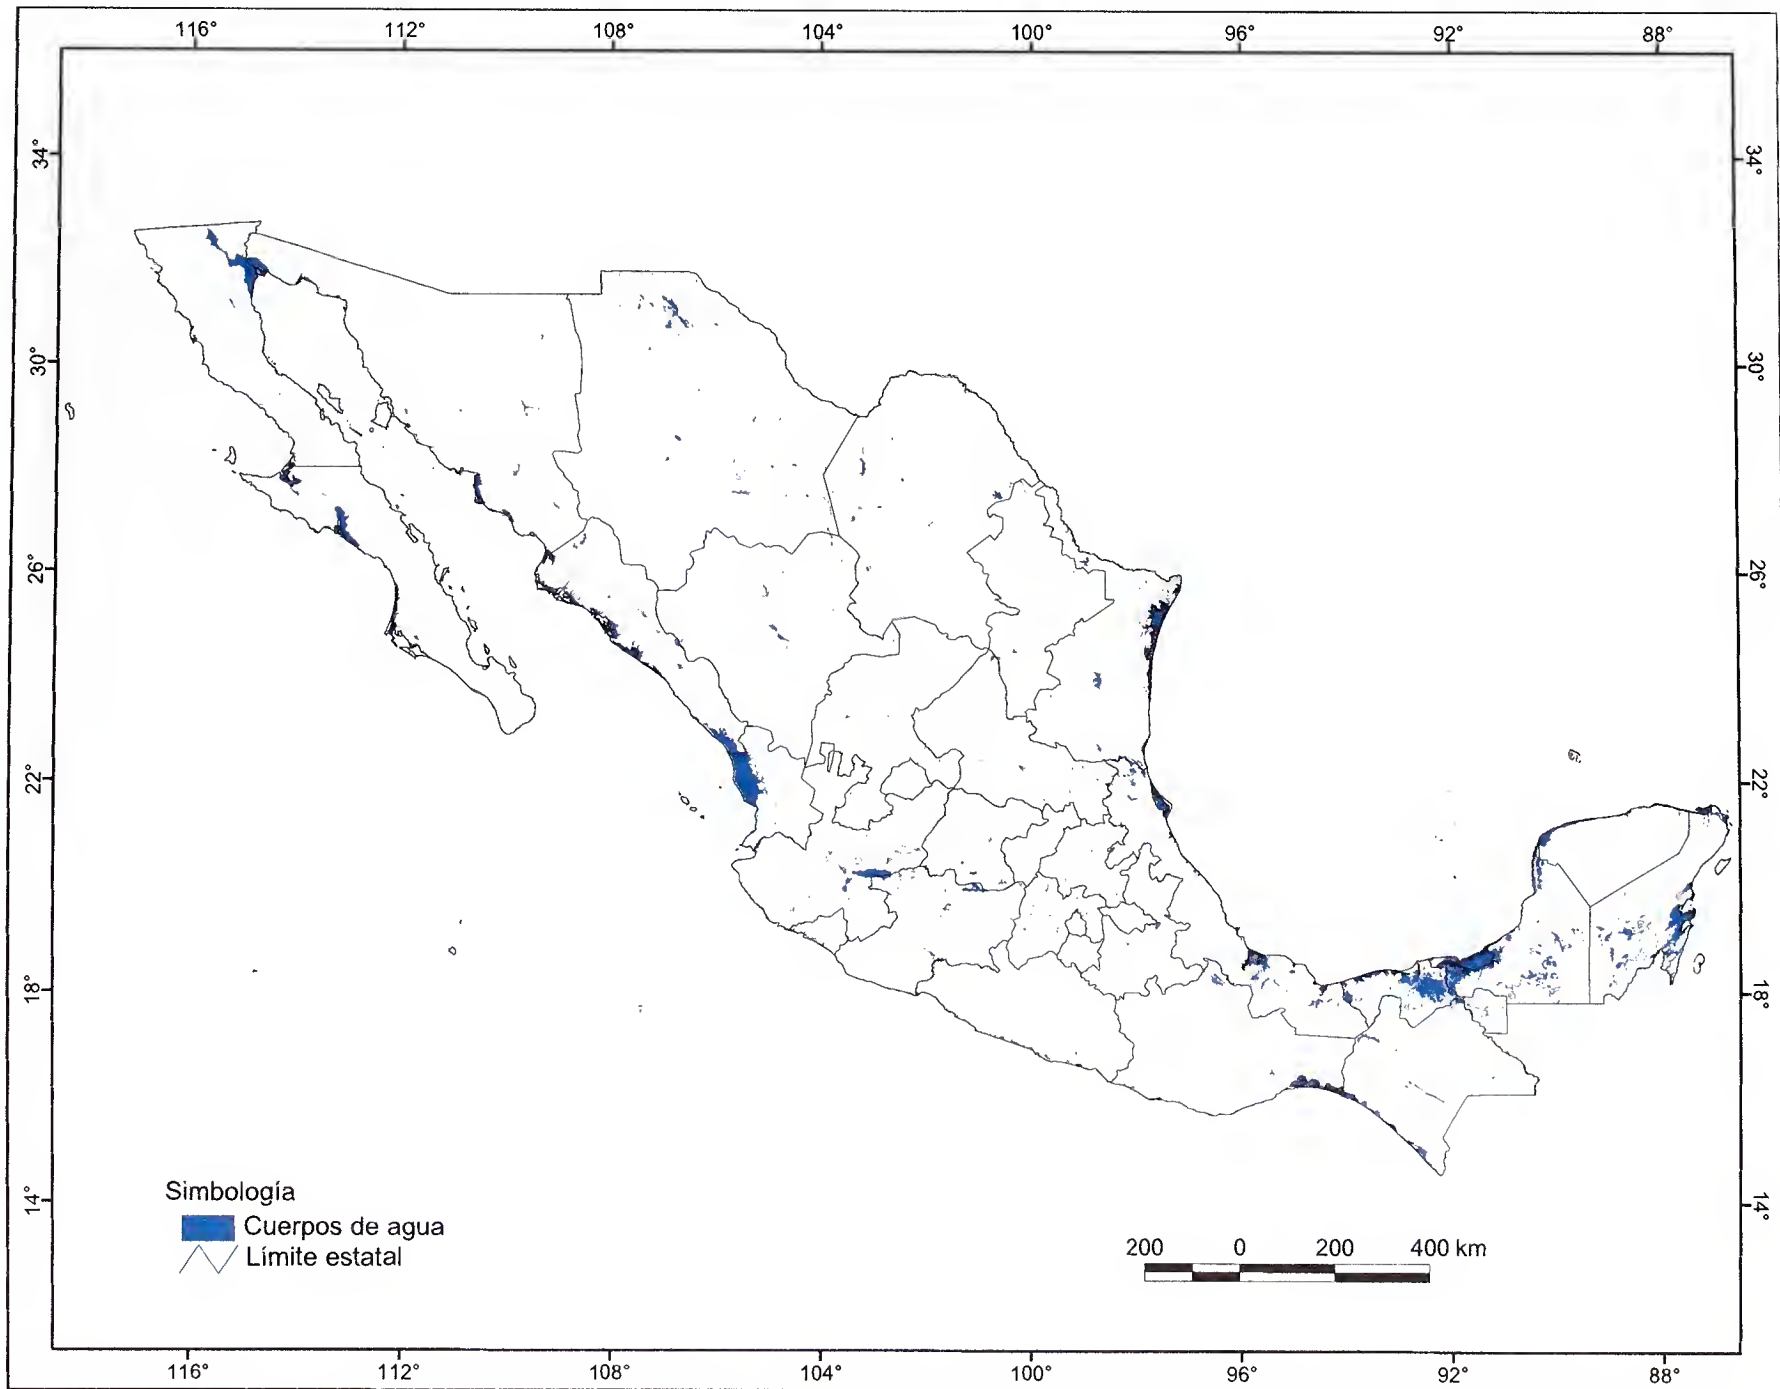 116° 112° 108° 104° 100° 96° 92° 88°
34° 34°
30° 30°
26° 26°
22° 22°
18° 18°
14° 14°
Simbología
Cuerpos de agua
Límite estatal
200 0 200 400 km
116° 112° 108° 104° 100° 96° 92° 88°